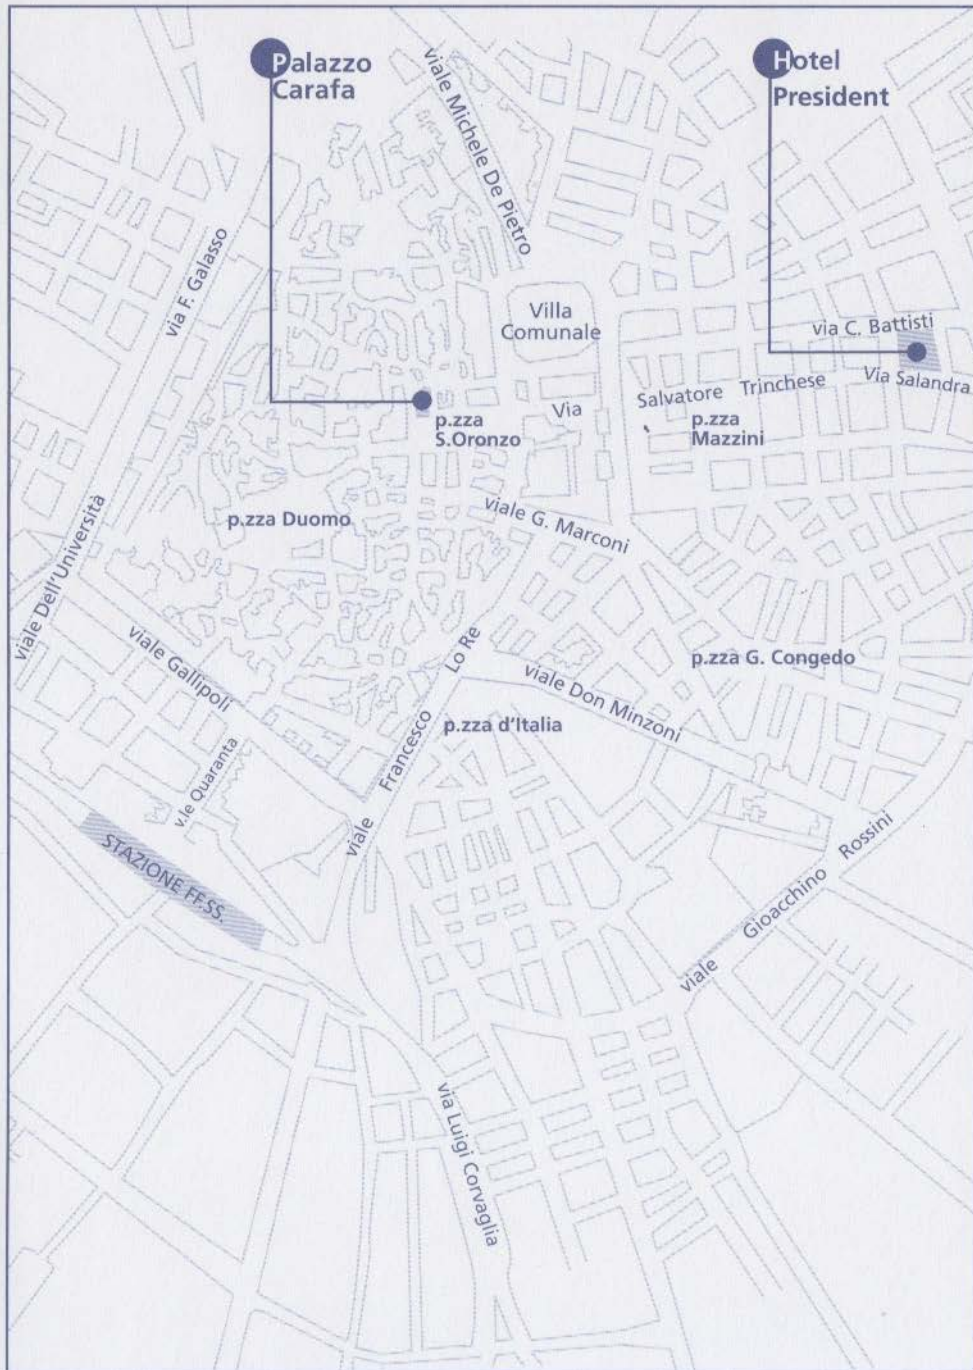 Palazzo
Carafa
Hotel
President
viale Michele De Pietro
via F. Galasso
Villa
Comunale
via C. Battisti
Via Salandra
Via Salvatore Trinchese
p.zza
S.Oronzo
p.zza
Mazzini
viale G. Marconi
p.zza Duomo
viale Dell'Università
viale Gallipoli
viale Francesco Lo Re
viale Don Minzoni
p.zza G. Congedo
p.zza d'Italia
v.le Quaranta
STAZIONE FF.SS.
viale Gioacchino Rossini
via Luigi Corvaglia